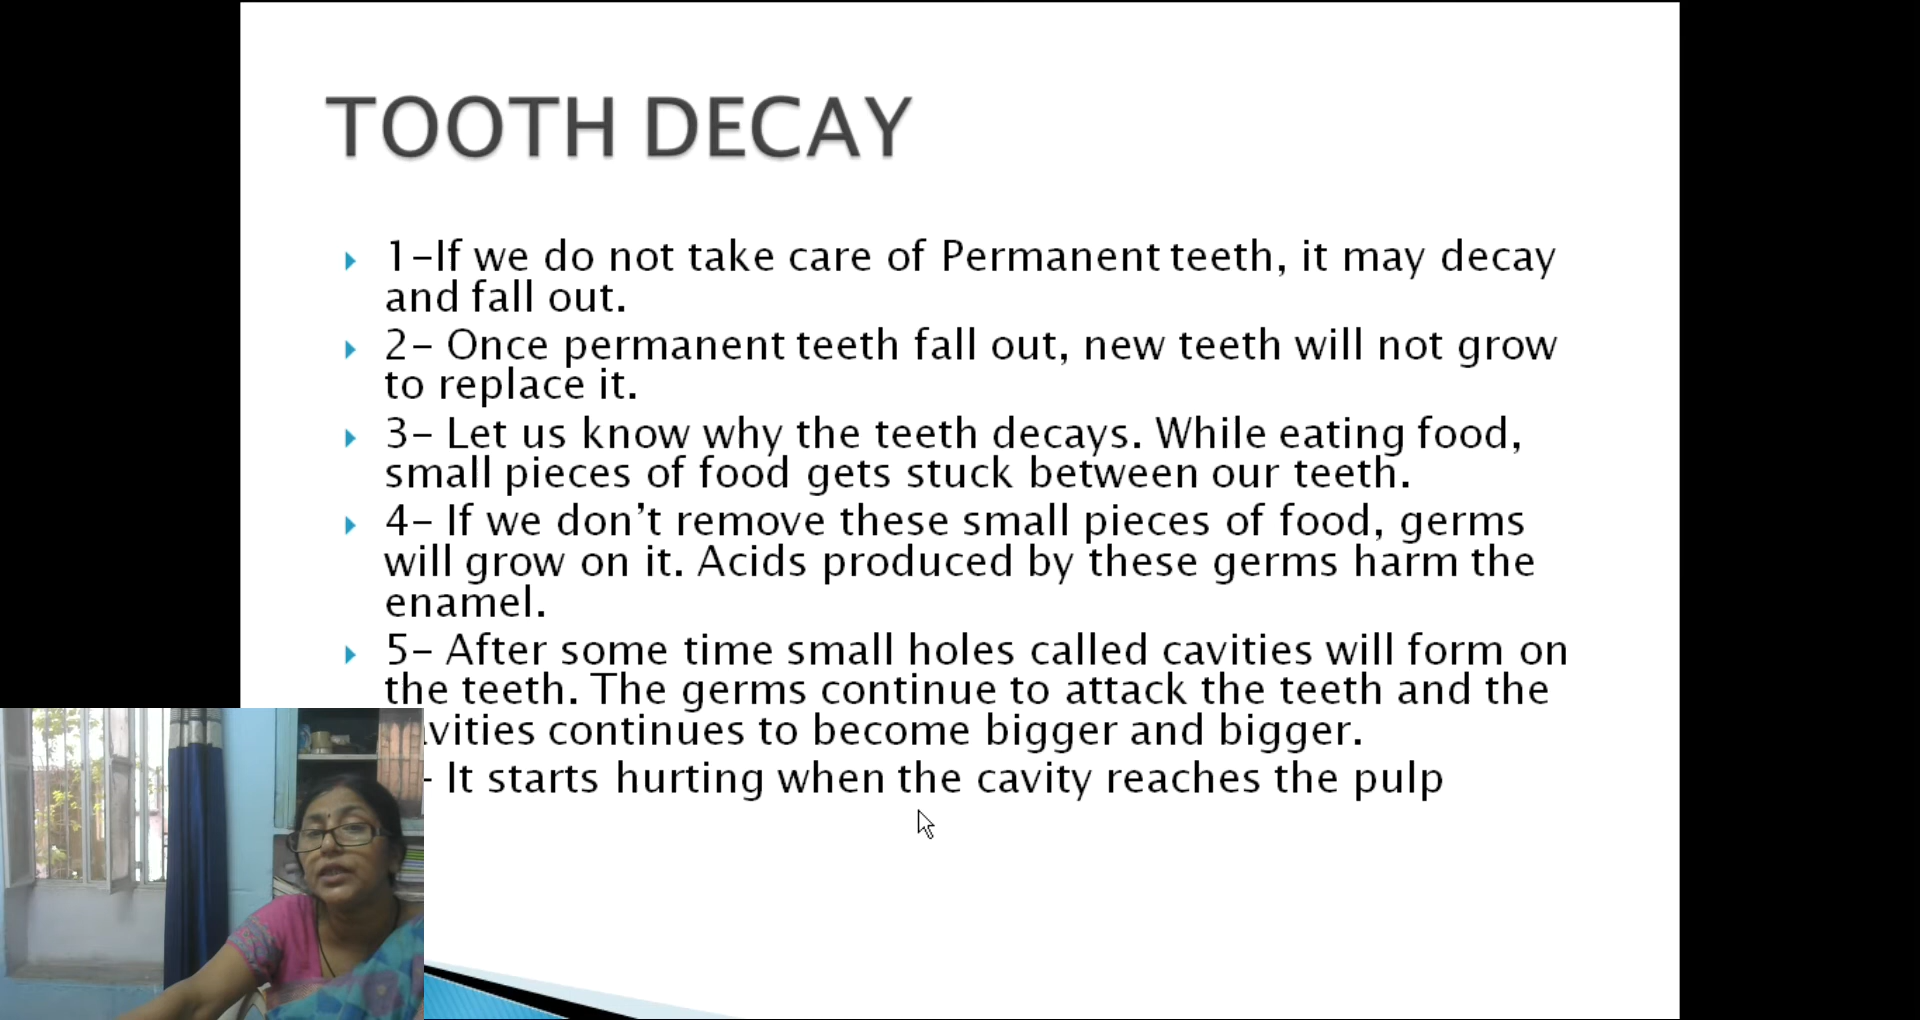 TOOTH DECAY
1-If we do not take care of Permanent teeth, it may decay
and fall out.
2- Once permanent teeth fall out, new teeth will not grow
to replace it.
3- Let us know why the teeth decays. While eating food,
small pieces of food gets stuck between our teeth.
4- If we don't remove these small pieces of food, germs
will grow on it. Acids produced by these germs harm the
enamel.
5- After some time small holes called cavities will form on
the teeth. The germs continue to attack the teeth and the
vities continues to become bigger and bigger.
- It starts hurting when the cavity reaches the pulp